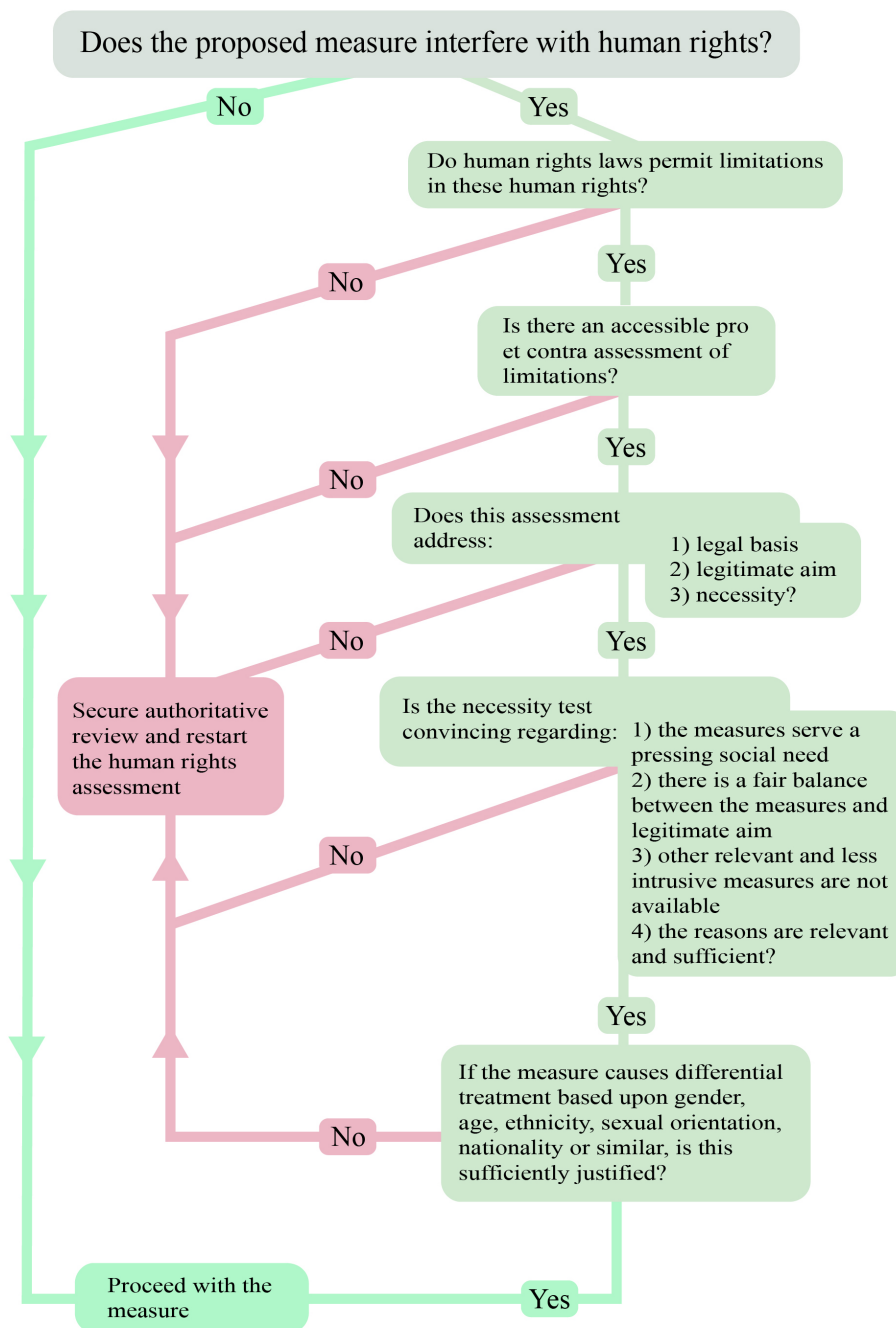 Does the proposed measure interfere with human rights?
No
Yes
Do human rights laws permit limitations
in these human rights?
No
Yes
Is there an accessible pro
et contra assessment of
limitations?
No
Yes
Does this assessment
address:
1) legal basis
2) legitimate aim
3) necessity?
No
Yes
Secure authoritative
review and restart
the human rights
assessment
Is the necessity test
convincing regarding:
1) the measures serve a
pressing social need
2) there is a fair balance
between the measures and
legitimate aim
3) other relevant and less
intrusive measures are not
available
4) the reasons are relevant
and sufficient?
No
Yes
If the measure causes differential
treatment based upon gender,
age, ethnicity, sexual orientation,
nationality or similar, is this
sufficiently justified?
No
Yes
Proceed with the
measure